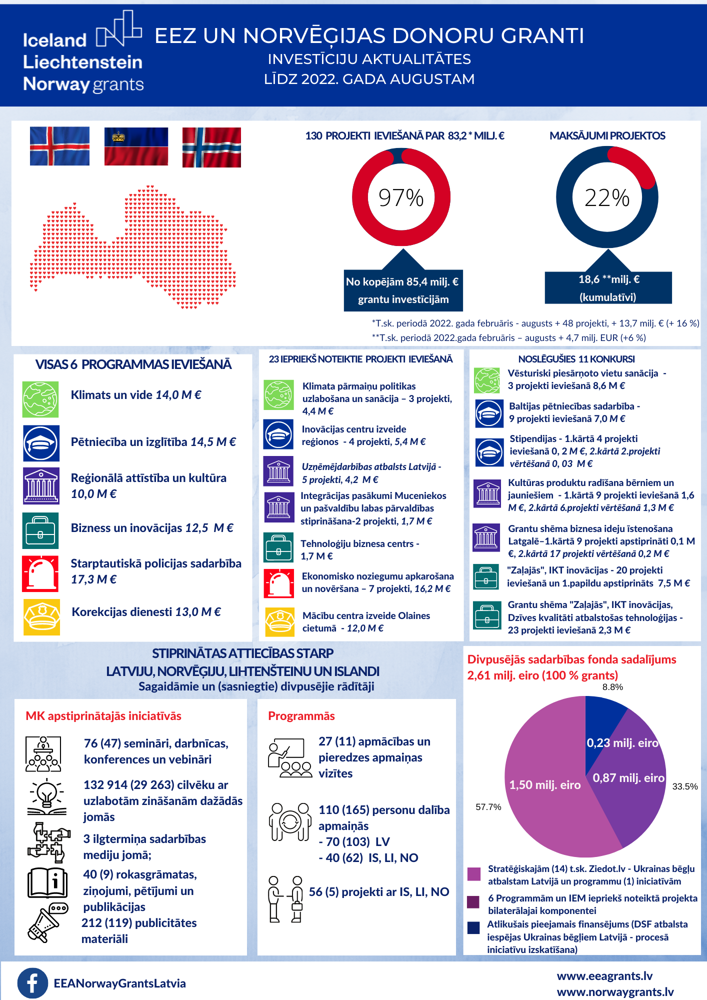 Iceland
Liechtenstein
Norway grants
EEZ UN NORVĒĢIJAS DONORU GRANTI
INVESTĪCIJU AKTUALITĀTES
LĪDZ 2022. GADA AUGUSTAM
130 PROJEKTI IEVIEŠANĀ PAR 83,2 * MILJ. €
97%
No kopējām 85,4 milj. €
grantu investīcijām
MAKSĀJUMI PROJEKTOS
22%
18,6 **milj. €
(kumulatīvi)
*T.sk. periodā 2022. gada februāris - augusts + 48 projekti, + 13,7 milj. € (+ 16 %)
**T.sk. periodā 2022.gada februāris – augusts + 4,7 milj. EUR (+6 %)
VISAS 6 PROGRAMMAS IEVIEŠANĀ
Klimats un vide 14,0 M €
Pētniecība un izglītība 14,5 M €
Reģionālā attīstība un kultūra
10,0 M €
Bizness un inovācijas 12,5 M €
Starptautiskā policijas sadarbība
17,3 M €
Korekcijas dienesti 13,0 M €
23 IEPRIEKŠ NOTEIKTIE PROJEKTI IEVIEŠANĀ
Klimata pārmaiņu politikas
uzlabošana un sanācija – 3 projekti,
4,4 M €
Inovācijas centru izveide
reģionos - 4 projekti, 5,4 M €
Uzņēmējdarbības atbalsts Latvijā -
5 projekti, 4,2 M €
Integrācijas pasākumi Muceniekos
un pašvaldību labas pārvaldības
stiprināšana-2 projekti, 1,7 M €
Tehnoloģiju biznesa centrs -
1,7 M €
Ekonomisko noziegumu apkarošana
un novēršana – 7 projekti, 16,2 M €
Mācību centra izveide Olaines
cietumā - 12,0 M €
NOSLĒGUŠIES 11 KONKURSI
Vēsturiski piesārņoto vietu sanācija -
3 projekti ieviešanā 8,6 M €
Baltijas pētniecības sadarbība -
9 projekti ieviešanā 7,0 M €
Stipendijas - 1.kārtā 4 projekti
ieviešanā 0, 2 M €, 2.kārtā 2.projekti
vērtēšanā 0, 03 M €
Kultūras produktu radīšana bērniem un
jauniešiem - 1.kārtā 9 projekti ieviešanā 1,6
M €, 2.kārtā 6.projekti vērtēšanā 1,3 M €
Grantu shēma biznesa ideju īstenošana
Latgalē–1.kārtā 9 projekti apstiprināti 0,1 M
€, 2.kārtā 17 projekti vērtēšanā 0,2 M €
"Zaļajās", IKT inovācijas - 20 projekti
ieviešanā un 1.papildu apstiprināts 7,5 M €
Grantu shēma "Zaļajās", IKT inovācijas,
Dzīves kvalitāti atbalstošas tehnoloģijas -
23 projekti ieviešanā 2,3 M €
STIPRINĀTAS ATTIECĪBAS STARP
LATVIJU, NORVĒĢIJU, LIHTENŠTEINU UN ISLANDI
Sagaidāmie un (sasniegtie) divpusējie rādītāji
MK apstiprinātajās iniciatīvās
76 (47) semināri, darbnīcas,
konferences un vebināri
132 914 (29 263) cilvēku ar
uzlabotām zināšanām dažādās
jomās
3 ilgtermiņa sadarbības
mediju jomā;
40 (9) rokasgrāmatas,
ziņojumi, pētījumi un
publikācijas
212 (119) publicitātes
materiāli
Programmās
27 (11) apmācības un
pieredzes apmaiņas
vizītes
110 (165) personu dalība
apmaiņās
- 70 (103) LV
- 40 (62) IS, LI, NO
56 (5) projekti ar IS, LI, NO
Divpusējās sadarbības fonda sadalījums
2,61 milj. eiro (100 % grants)
8.8%
0,23 milj. eiro
0,87 milj. eiro
1,50 milj. eiro
33.5%
57.7%
Stratēģiskajām (14) t.sk. Ziedot.lv - Ukrainas bēgļu
atbalstam Latvijā un programmu (1) iniciatīvām
6 Programmām un IEM iepriekš noteiktā projekta
bilaterālajai komponentei
Atlikušais pieejamais finansējums (DSF atbalsta
iespējas Ukrainas bēgļiem Latvijā - procesā
iniciatīvu izskatīšana)
EEANorwayGrantsLatvia
www.eeagrants.lv
www.norwaygrants.lv